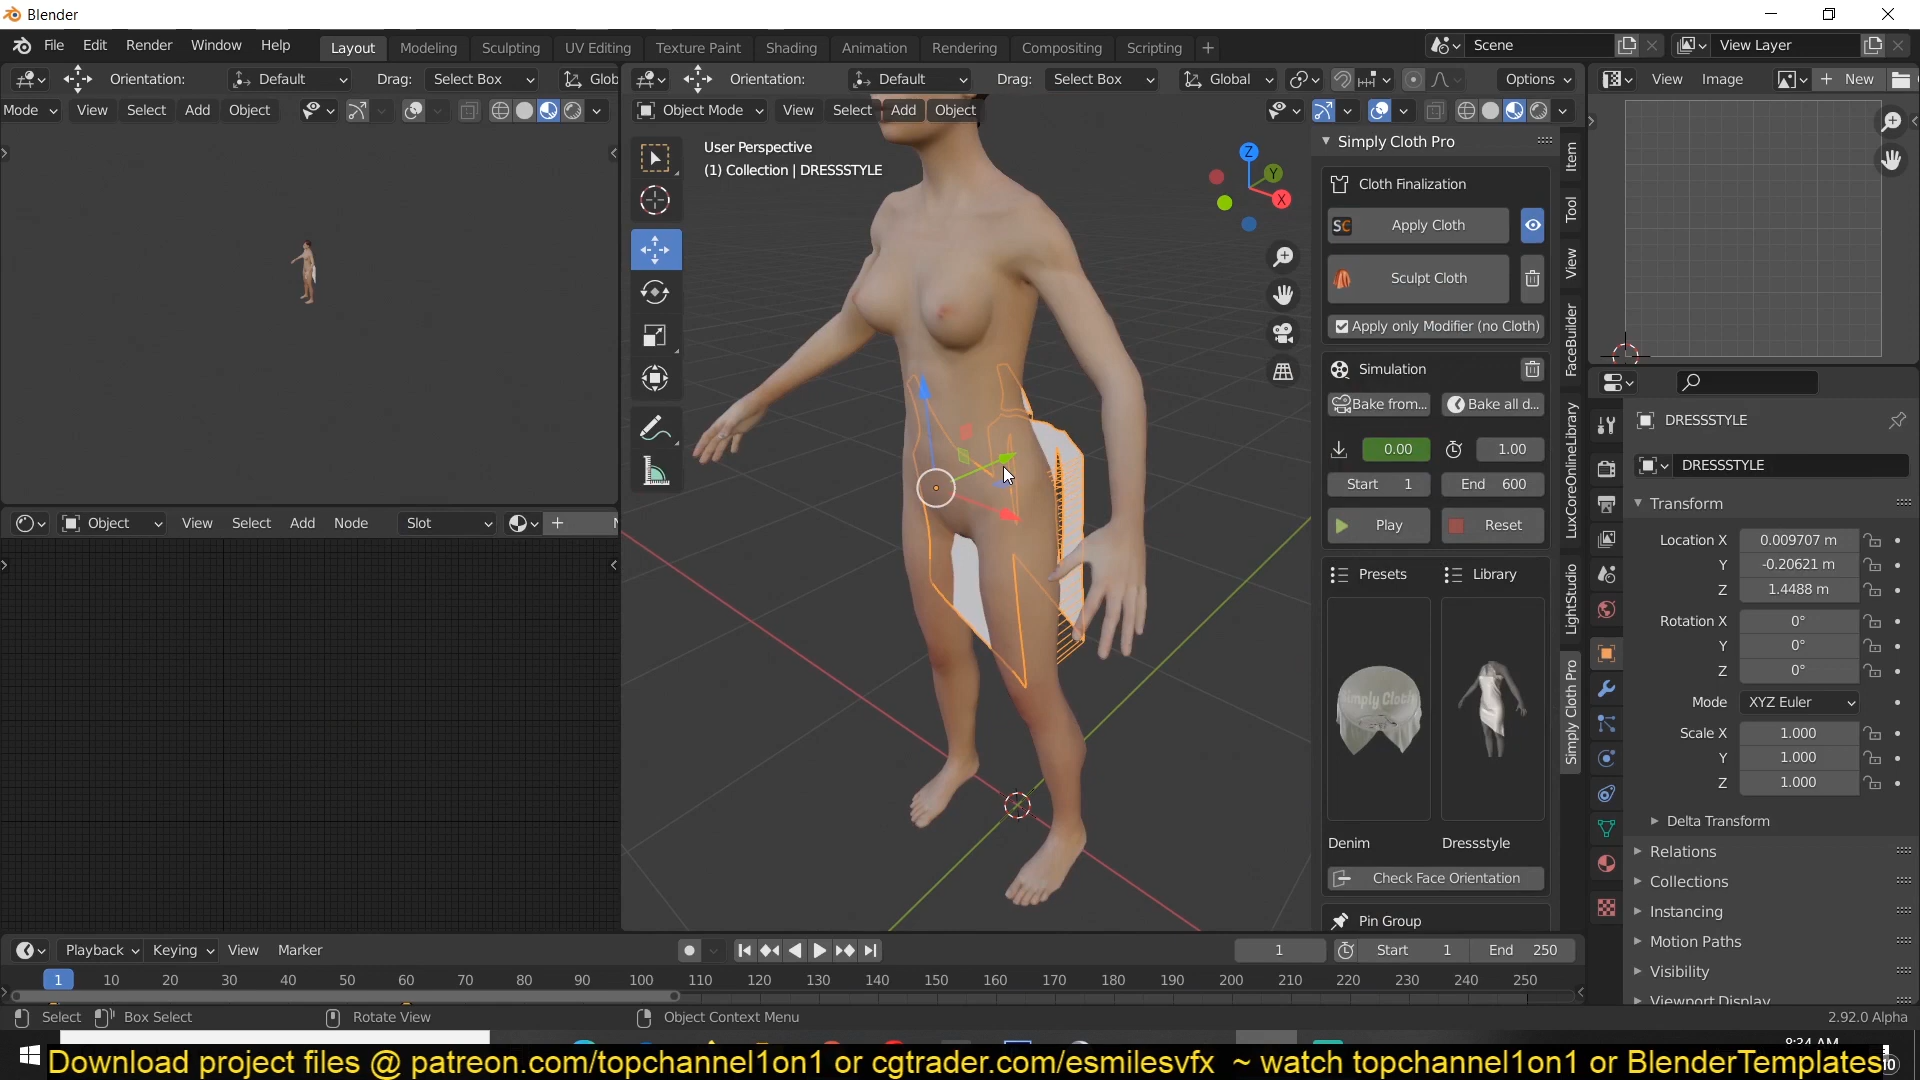 Blender
File Edit Render Window Help Layout Modeling Sculpting UV Editing Texture Paint Shading Animation Rendering Compositing Scripting Scene View Layer
Orientation: Default Drag: Select Box Glob
Orientation: Default Drag: Select Box Global Options
View Image New
Mode View Select Add Object
Object Mode View Select Add Object
User Perspective
(1) Collection | DRESSSTYLE
Simply Cloth Pro
Cloth Finalization
Apply Cloth
Sculpt Cloth
Apply only Modifier (no Cloth)
Simulation
Bake from...
Bake all d...
0.00
1.00
Start 1
End 600
Play
Reset
Presets
Library
Denim
Dressstyle
Check Face Orientation
Pin Group
Item
Tool
View
FaceBuilder
LuxCoreOnlineLibrary
LightStudio
Simply Cloth Pro
DRESSSTYLE
DRESSSTYLE
Transform
Location X 0.009707 m
Y -0.20621 m
Z 1.4488 m
Rotation X 0°
Y 0°
Z 0°
Mode XYZ Euler
Scale X 1.000
Y 1.000
Z 1.000
Delta Transform
Relations
Collections
Instancing
Motion Paths
Visibility
Viewport Display
Object View Select Add Node Slot
Playback Keying View Marker 1 Start 1 End 250
1 10 20 30 40 50 60 70 80 90 100 110 120 130 140 150 160 170 180 190 200 210 220 230 240 250
Select Box Select Rotate View Object Context Menu 2.92.0 Alpha
8:34 AM
Download project files @ patreon.com/topchannel1on1 or cgtrader.com/esmilesvfx ~ watch topchannel1on1 or BlenderTemplates